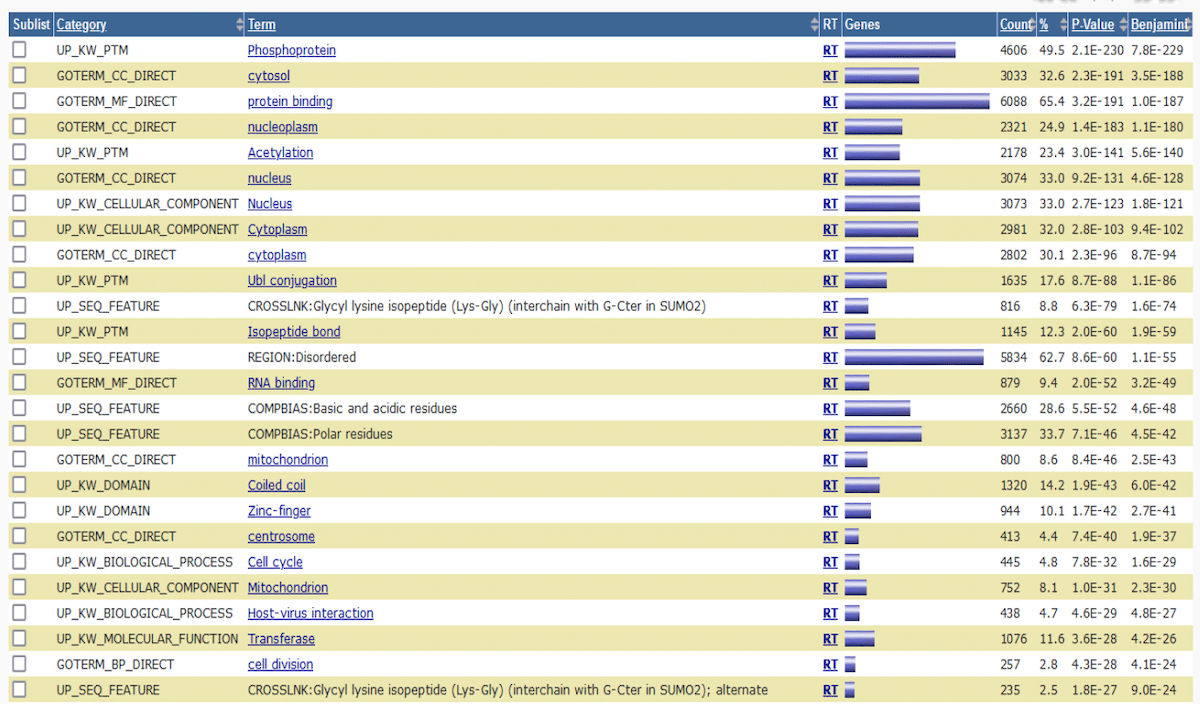 Sublist Category Term RT Genes Count % P-Value Benjamini
UP_KW_PTM Phosphoprotein RT 4606 49.5 2.1E-230 7.8E-229
GOTERM_CC_DIRECT cytosol RT 3033 32.6 2.3E-191 3.5E-188
GOTERM_MF_DIRECT protein binding RT 6088 65.4 3.2E-191 1.0E-187
GOTERM_CC_DIRECT nucleoplasm RT 2321 24.9 1.4E-183 1.1E-180
UP_KW_PTM Acetylation RT 2178 23.4 3.0E-141 5.6E-140
GOTERM_CC_DIRECT nucleus RT 3074 33.0 9.2E-131 4.6E-128
UP_KW_CELLULAR_COMPONENT Nucleus RT 3073 33.0 2.7E-123 1.8E-121
UP_KW_CELLULAR_COMPONENT Cytoplasm RT 2981 32.0 2.8E-103 9.4E-102
GOTERM_CC_DIRECT cytoplasm RT 2802 30.1 2.3E-96 8.7E-94
UP_KW_PTM Ubl conjugation RT 1635 17.6 8.7E-88 1.1E-86
UP_SEQ_FEATURE CROSSLNK:Glycyl lysine isopeptide (Lys-Gly) (interchain with G-Cter in SUMO2) RT 816 8.8 6.3E-79 1.6E-74
UP_KW_PTM Isopeptide bond RT 1145 12.3 2.0E-60 1.9E-59
UP_SEQ_FEATURE REGION:Disordered RT 5834 62.7 8.6E-60 1.1E-55
GOTERM_MF_DIRECT RNA binding RT 879 9.4 2.0E-52 3.2E-49
UP_SEQ_FEATURE COMPBIAS:Basic and acidic residues RT 2660 28.6 5.5E-52 4.6E-48
UP_SEQ_FEATURE COMPBIAS:Polar residues RT 3137 33.7 7.1E-46 4.5E-42
GOTERM_CC_DIRECT mitochondrion RT 800 8.6 8.4E-46 2.5E-43
UP_KW_DOMAIN Coiled coil RT 1320 14.2 1.9E-43 6.0E-42
UP_KW_DOMAIN Zinc-finger RT 944 10.1 1.7E-42 2.7E-41
GOTERM_CC_DIRECT centrosome RT 413 4.4 7.4E-40 1.9E-37
UP_KW_BIOLOGICAL_PROCESS Cell cycle RT 445 4.8 7.8E-32 1.6E-29
UP_KW_CELLULAR_COMPONENT Mitochondrion RT 752 8.1 1.0E-31 2.3E-30
UP_KW_BIOLOGICAL_PROCESS Host-virus interaction RT 438 4.7 4.6E-29 4.8E-27
UP_KW_MOLECULAR_FUNCTION Transferase RT 1076 11.6 3.6E-28 4.2E-26
GOTERM_BP_DIRECT cell division RT 257 2.8 4.3E-28 4.1E-24
UP_SEQ_FEATURE CROSSLNK:Glycyl lysine isopeptide (Lys-Gly) (interchain with G-Cter in SUMO2); alternate RT 235 2.5 1.8E-27 9.0E-24